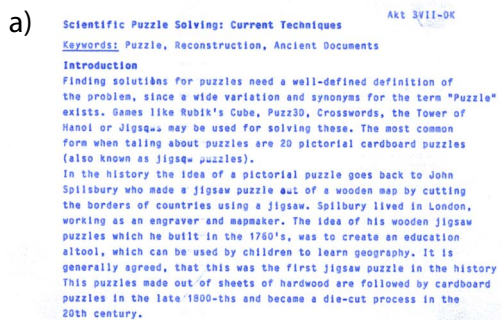 a)
Akt 3VII-DK
Scientific Puzzle Solving: Current Techniques
Keywords: Puzzle, Reconstruction, Ancient Documents
Introduction
Finding solutions for puzzles need a well-defined definition of
the problem, since a wide variation and synonyms for the term "Puzzle"
exists. Games like Rubik's Cube, Puzz3D, Crosswords, the Tower of
Hanoi or Jigsaws may be used for solving these. The most common
form when taling about puzzles are 2D pictorial cardboard puzzles
(also known as jigsaw puzzles).
In the history the idea of a pictorial puzzle goes back to John
Spilsbury who made a jigsaw puzzle out of a wooden map by cutting
the borders of countries using a jigsaw. Spilbury lived in London,
working as an engraver and mapmaker. The idea of his wooden jigsaw
puzzles which he built in the 1760's, was to create an education
altool, which can be used by children to learn geography. It is
generally agreed, that this was the first jigsaw puzzle in the history
This puzzles made out of sheets of hardwood are followed by cardboard
puzzles in the late 1800-ths and became a die-cut process in the
20th century.